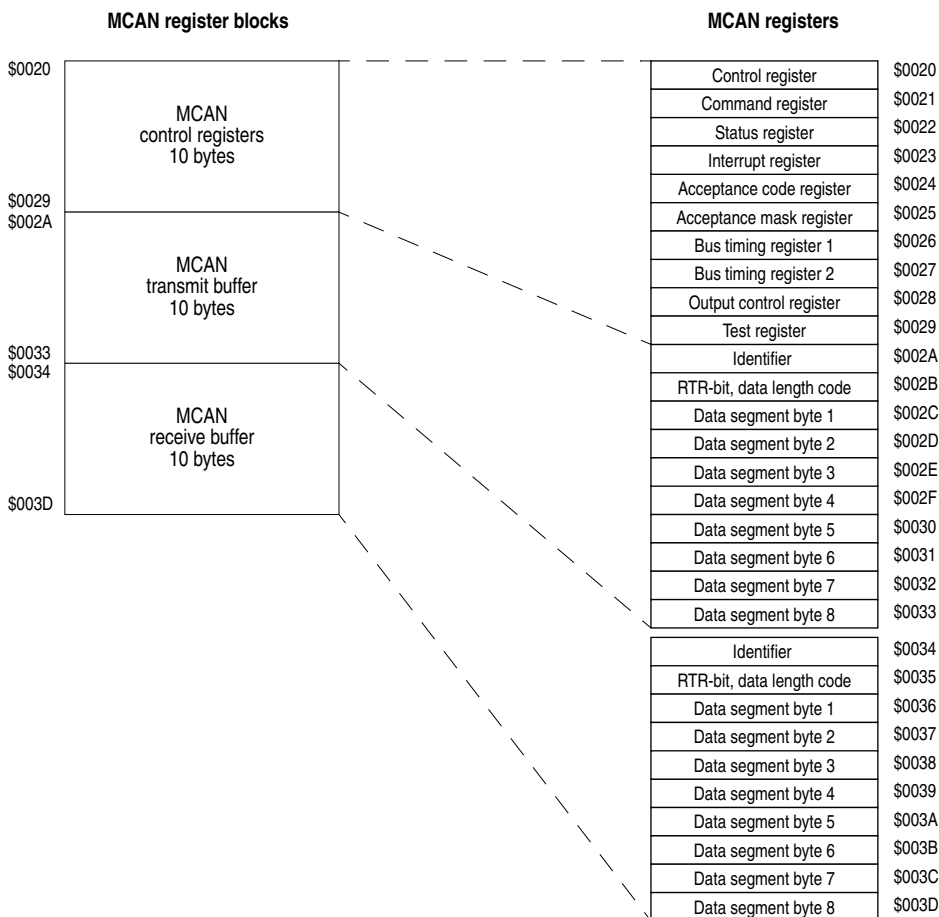 MCAN register blocks
$0020
MCAN
control registers
10 bytes
$0029
$002A
MCAN
transmit buffer
10 bytes
$0033
$0034
MCAN
receive buffer
10 bytes
$003D
MCAN registers
Control register $0020
Command register $0021
Status register $0022
Interrupt register $0023
Acceptance code register $0024
Acceptance mask register $0025
Bus timing register 1 $0026
Bus timing register 2 $0027
Output control register $0028
Test register $0029
Identifier $002A
RTR-bit, data length code $002B
Data segment byte 1 $002C
Data segment byte 2 $002D
Data segment byte 3 $002E
Data segment byte 4 $002F
Data segment byte 5 $0030
Data segment byte 6 $0031
Data segment byte 7 $0032
Data segment byte 8 $0033
Identifier $0034
RTR-bit, data length code $0035
Data segment byte 1 $0036
Data segment byte 2 $0037
Data segment byte 3 $0038
Data segment byte 4 $0039
Data segment byte 5 $003A
Data segment byte 6 $003B
Data segment byte 7 $003C
Data segment byte 8 $003D